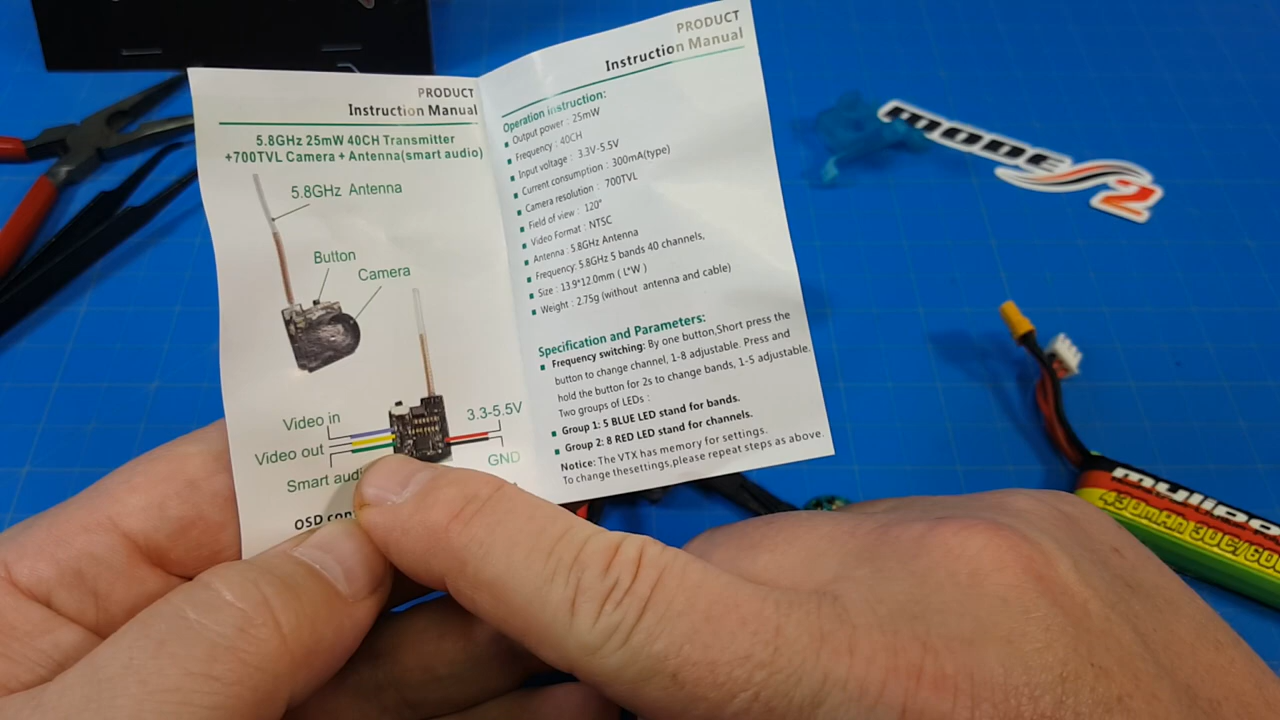 PRODUCT
Instruction Manual
5.8GHz 25mW 40CH Transmitter
+700TVL Camera + Antenna(smart audio)
5.8GHz Antenna
Button
Camera
Video in
Video out
Smart audi
3.3-5.5V
GND
OSD con
PRODUCT
Instruction Manual
Operation instruction:
Output power : 25mW
Frequency : 40CH
Input voltage : 3.3V-5.5V
Current consumption : 300mA(type)
Camera resolution : 700TVL
Field of view : 120°
Video Format : NTSC
Antenna : 5.8GHz Antenna
Frequency: 5.8GHz 5 bands 40 channels,
Size : 13.9*12.0mm ( L*W )
Weight : 2.75g (without antenna and cable)
Specification and Parameters:
Frequency switching: By one button,Short press the
button to change channel, 1-8 adjustable. Press and
hold the button for 2s to change bands, 1-5 adjustable.
Two groups of LEDs :
Group 1: 5 BLUE LED stand for bands.
Group 2: 8 RED LED stand for channels.
Notice: The VTX has memory for settings.
To change thesettings,please repeat steps as above.
MODE 2
mylipo
430mAh 30C/60